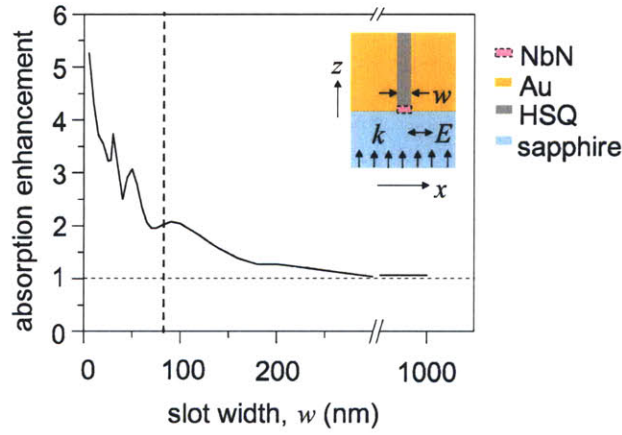 absorption enhancement
6
5
4
3
2
1
0
0
100
200
1000
slot width, w (nm)
z
w
k
E
x
NbN
Au
HSQ
sapphire